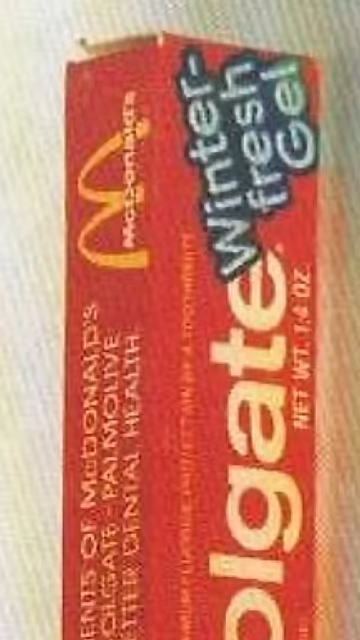 McDonald's
ENTS OF McDONALD'S
OLGATE-PALMOLIVE
ETTER DENTAL HEALTH
Winter-
fresh
Gel
olgate®
NET WT. 1.4 OZ.